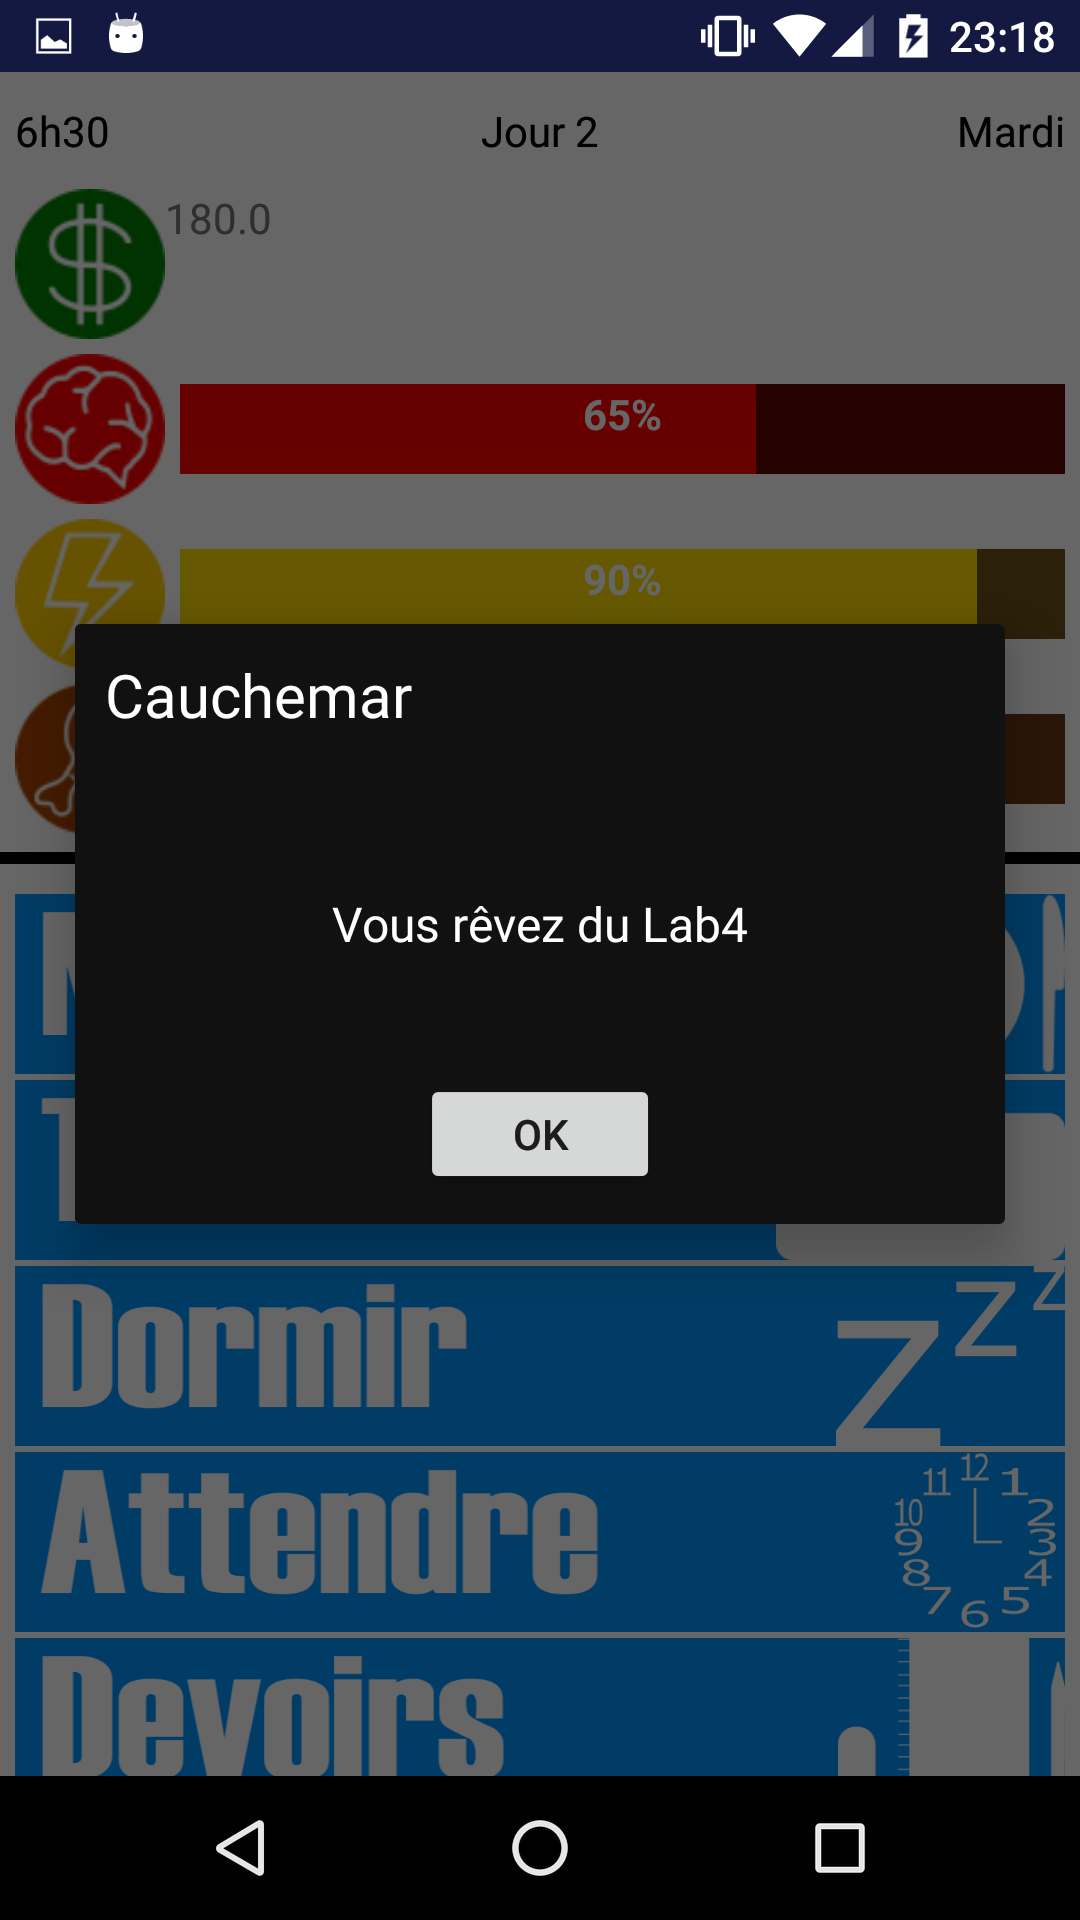 23:18
6h30 Jour 2 Mardi
180.0
65%
90%
Cauchemar
Vous rêvez du Lab4
OK
Dormir
Z Z Z
Attendre
12 1 2 3 4 5 6 7 8 9 10 11
Devoirs